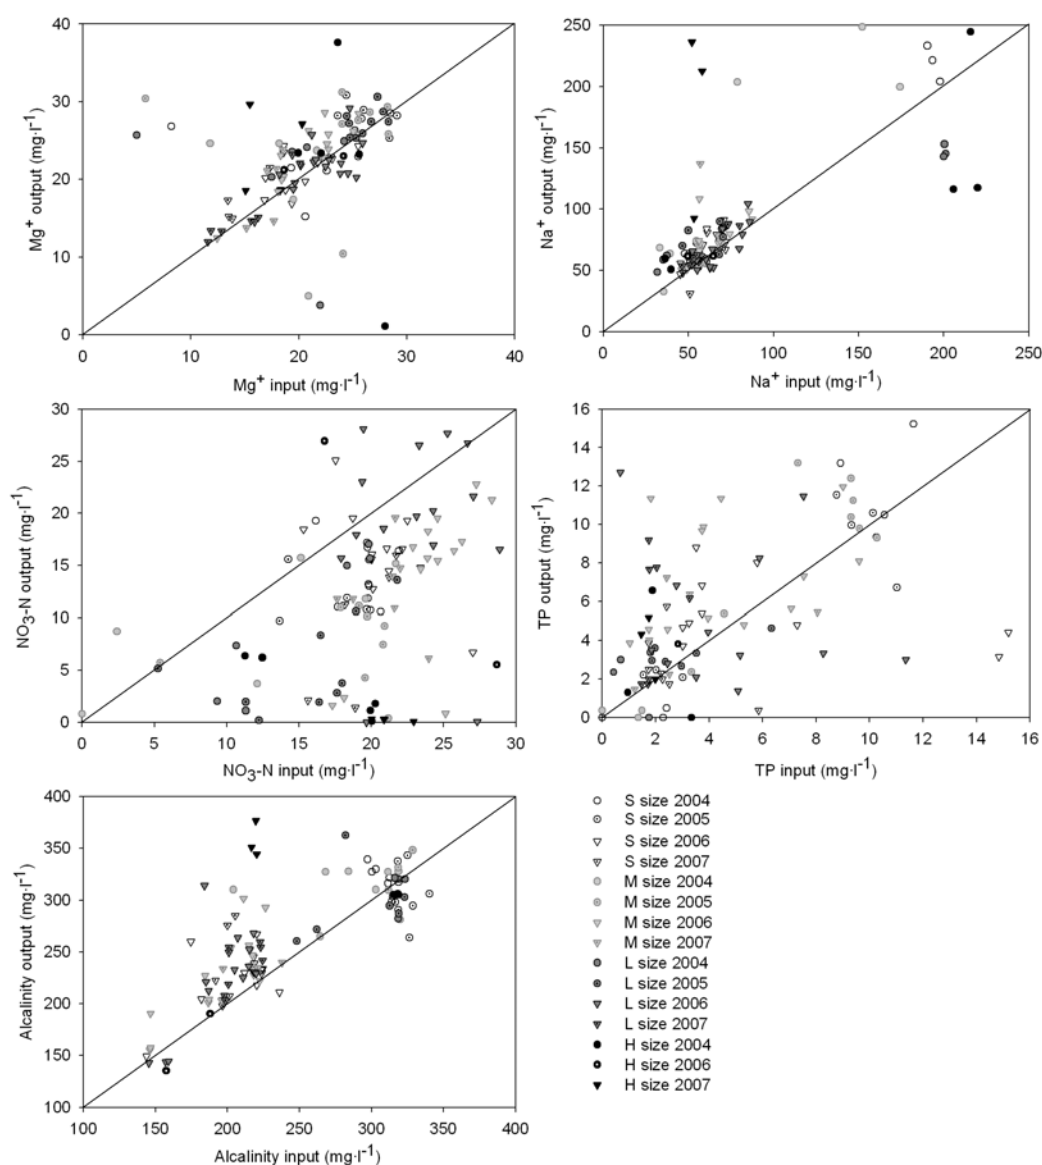 40
30
20
10
0
Mg+ output (mg·l-1)
0 10 20 30 40
Mg+ input (mg·l-1)
250
200
150
100
50
0
Na+ output (mg·l-1)
0 50 100 150 200 250
Na+ input (mg·l-1)
30
25
20
15
10
5
0
NO3-N output (mg·l-1)
0 5 10 15 20 25 30
NO3-N input (mg·l-1)
16
14
12
10
8
6
4
2
0
TP output (mg·l-1)
0 2 4 6 8 10 12 14 16
TP input (mg·l-1)
400
350
300
250
200
150
100
Alcalinity output (mg·l-1)
100 150 200 250 300 350 400
Alcalinity input (mg·l-1)
S size 2004
S size 2005
S size 2006
S size 2007
M size 2004
M size 2005
M size 2006
M size 2007
L size 2004
L size 2005
L size 2006
L size 2007
H size 2004
H size 2006
H size 2007